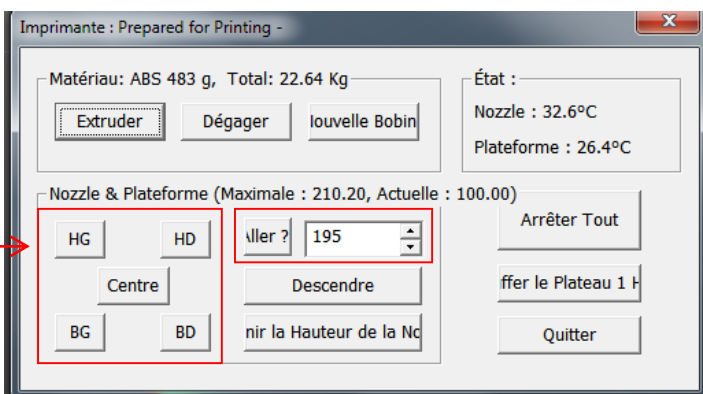 Imprimante : Prepared for Printing -
Matériau: ABS 483 g, Total: 22.64 Kg
Extruder
Dégager
louvelle Bobin
État :
Nozzle : 32.6°C
Plateforme : 26.4°C
Nozzle & Plateforme (Maximale : 210.20, Actuelle : 100.00)
HG
HD
Centre
BG
BD
Aller ?
195
Descendre
nir la Hauteur de la No
Arrêter Tout
ffer le Plateau 1 H
Quitter